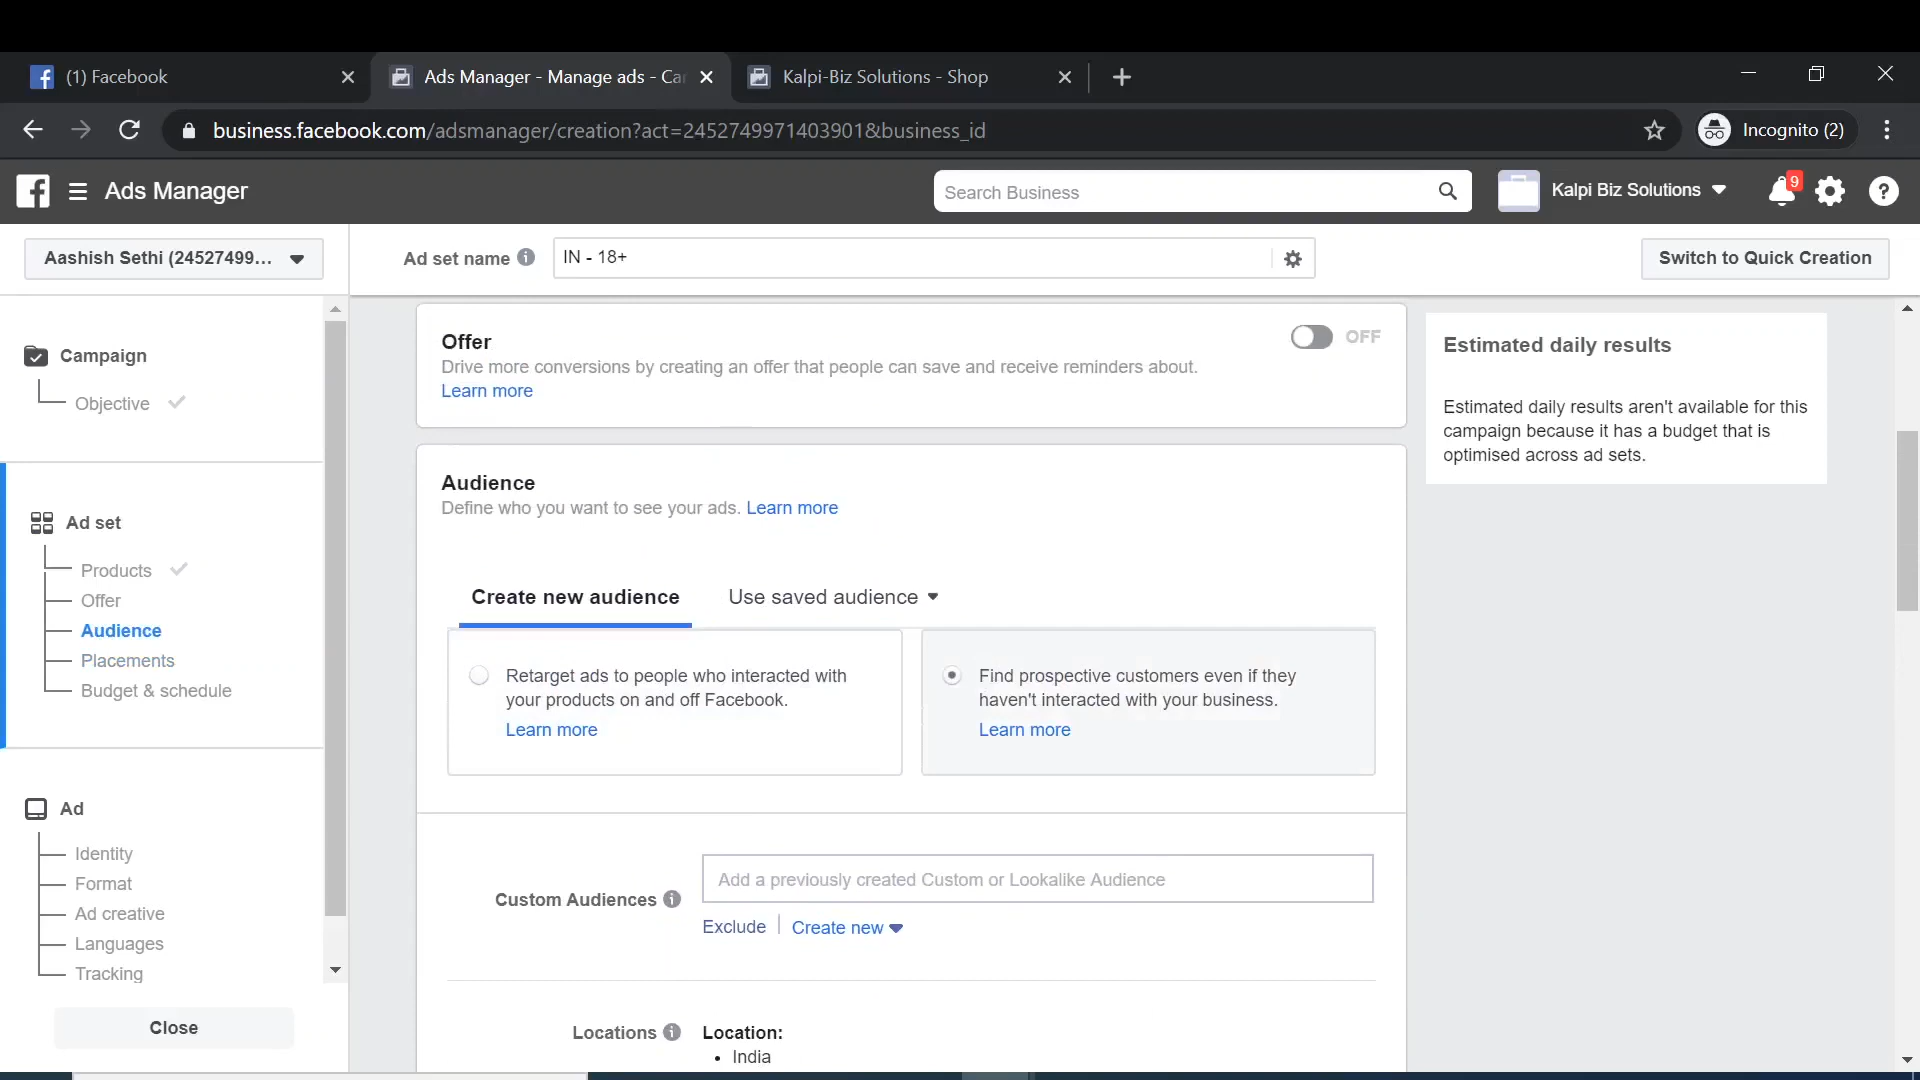 (1) Facebook
Ads Manager - Manage ads - Car
Kalpi-Biz Solutions - Shop
business.facebook.com/adsmanager/creation?act=2452749971403901&business_id
Incognito (2)
Ads Manager
Search Business
Kalpi Biz Solutions
9
Aashish Sethi (24527499...
Ad set name
IN - 18+
Switch to Quick Creation
Campaign
Objective
Ad set
Products
Offer
Audience
Placements
Budget & schedule
Ad
Identity
Format
Ad creative
Languages
Tracking
Close
Offer
OFF
Drive more conversions by creating an offer that people can save and receive reminders about.
Learn more
Audience
Define who you want to see your ads. Learn more
Create new audience
Use saved audience
Retarget ads to people who interacted with
your products on and off Facebook.
Learn more
Find prospective customers even if they
haven't interacted with your business.
Learn more
Custom Audiences
Add a previously created Custom or Lookalike Audience
Exclude
Create new
Locations
Location:
• India
Estimated daily results
Estimated daily results aren't available for this
campaign because it has a budget that is
optimised across ad sets.